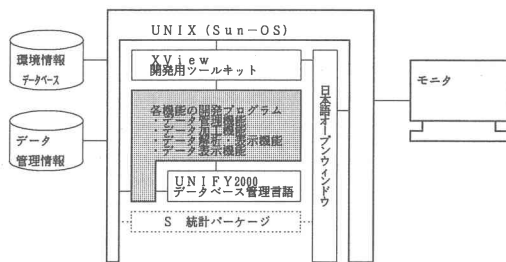 UNIX (Sun-OS)
環境情報
データベース
データ
管理情報
XView
開発用ツールキット
各機能の開発プログラム
・データ管理機能
・データ加工機能
・データ解析・表示機能
・データ表示機能
UNIFY2000
データベース管理言語
S 統計パッケージ
日本語オープンウィンドウ
モニタ